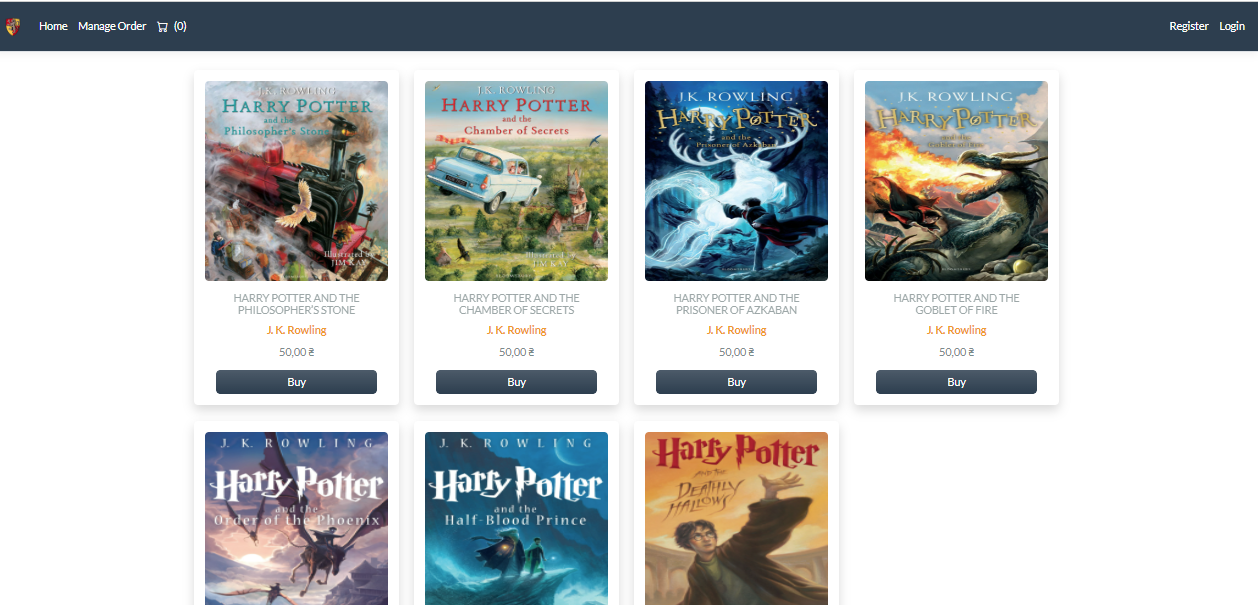 Home Manage Order (0) Register Login
J.K. ROWLING
HARRY POTTER
and the
Philosopher's Stone
Illustrated by
JIM KAY
HARRY POTTER AND THE
PHILOSOPHER'S STONE
J. K. Rowling
50,00 ₴
Buy
J.K. ROWLING
HARRY POTTER
and the
Chamber of Secrets
Illustrated by
JIM KAY
HARRY POTTER AND THE
CHAMBER OF SECRETS
J. K. Rowling
50,00 ₴
Buy
J.K. ROWLING
HARRY POTTER
and the
Prisoner of Azkaban
HARRY POTTER AND THE
PRISONER OF AZKABAN
J. K. Rowling
50,00 ₴
Buy
J.K. ROWLING
HARRY POTTER
and the
Goblet of Fire
HARRY POTTER AND THE
GOBLET OF FIRE
J. K. Rowling
50,00 ₴
Buy
J. K. ROWLING
Harry Potter
and the
Order of the Phoenix
J. K. ROWLING
Harry Potter
and the
Half-Blood Prince
Harry Potter
AND THE
DEATHLY
HALLOWS